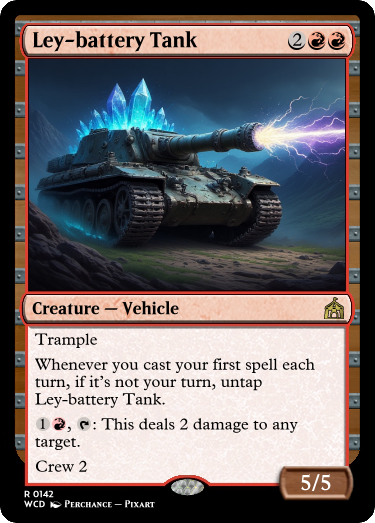 Ley-battery Tank 2RR
Creature — Vehicle
Trample
Whenever you cast your first spell each
turn, if it's not your turn, untap
Ley-battery Tank.
1R, T: This deals 2 damage to any
target.
Crew 2
5/5
R 0142
WCD Perchance – Pixart